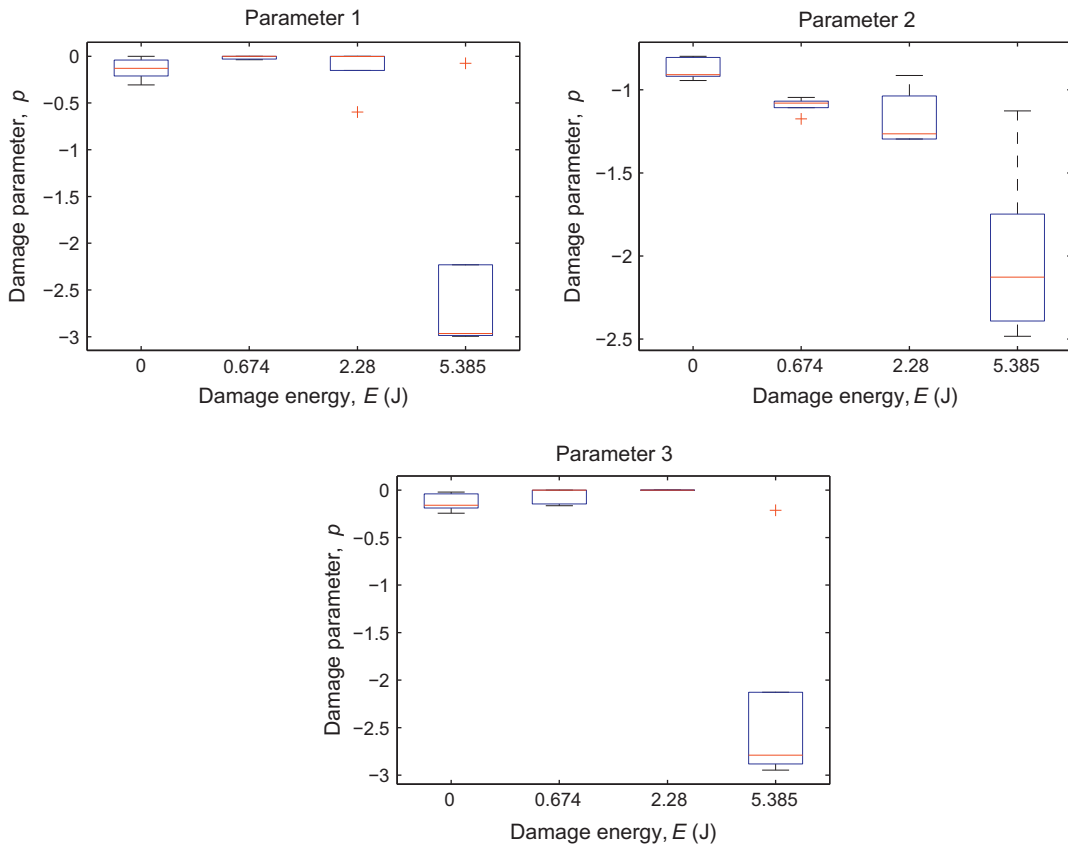 Parameter 1
0
−0.5
−1
−1.5
−2
−2.5
−3
Damage parameter, p
0 0.674 2.28 5.385
Damage energy, E (J)
Parameter 2
−1
−1.5
−2
−2.5
Damage parameter, p
0 0.674 2.28 5.385
Damage energy, E (J)
Parameter 3
0
−0.5
−1
−1.5
−2
−2.5
−3
Damage parameter, p
0 0.674 2.28 5.385
Damage energy, E (J)